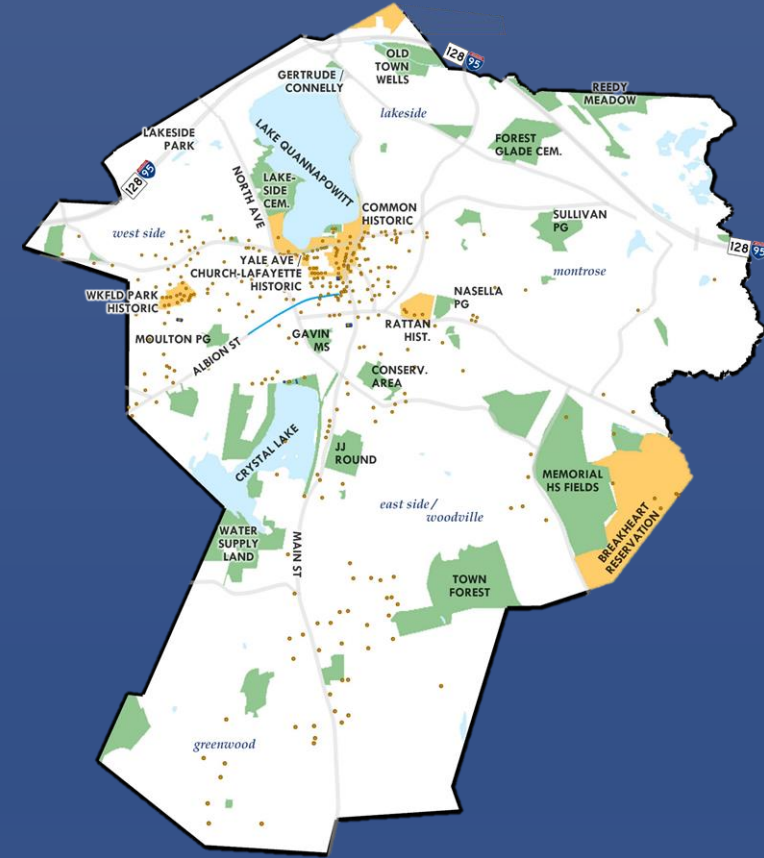 OLD
TOWN
WELLS
128 95
GERTRUDE /
CONNELLY
REEDY
MEADOW
lakeside
LAKESIDE
PARK
LAKE QUANNAPOWITT
FOREST
GLADE CEM.
128 95
NORTH AVE
LAKE-
SIDE
CEM.
COMMON
HISTORIC
SULLIVAN
PG
west side
128 95
YALE AVE /
CHURCH-LAFAYETTE
HISTORIC
montrose
WKFLD PARK
HISTORIC
NASELLA
PG
RATTAN
HIST.
MOULTON PG
ALBION ST
GAVIN
MS
CONSERV.
AREA
CRYSTAL LAKE
JJ
ROUND
MEMORIAL
HS FIELDS
east side/
woodville
BREAKHEART
RESERVATION
WATER
SUPPLY
LAND
MAIN ST
TOWN
FOREST
greenwood